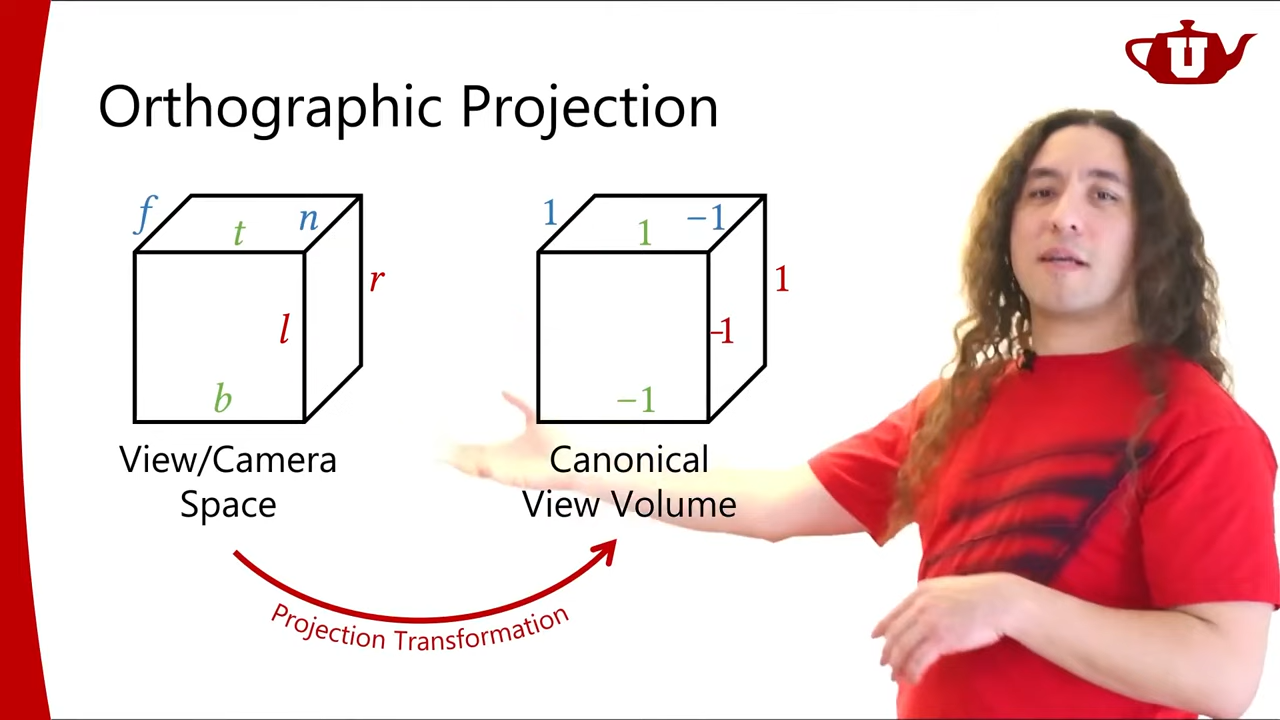 U
Orthographic Projection
f t n
r
l
b
1 1 −1
1
-1
−1
View/Camera
Space
Canonical
View Volume
Projection Transformation